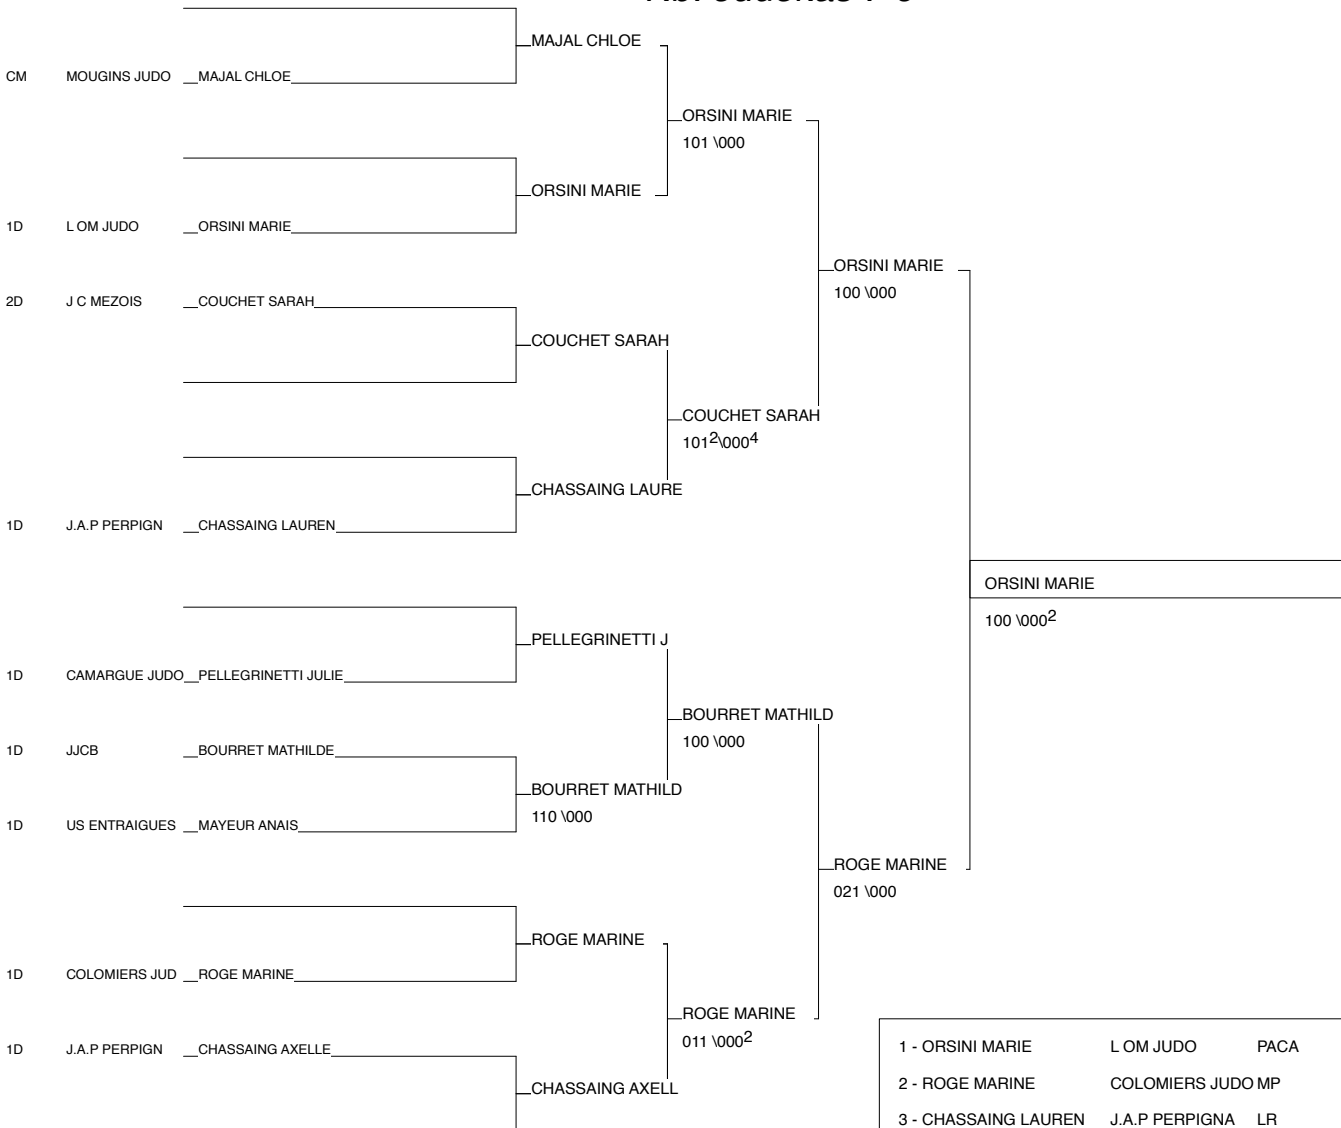 MAJAL CHLOE
CM MOUGINS JUDO MAJAL CHLOE
ORSINI MARIE
101 \000
ORSINI MARIE
1D L OM JUDO ORSINI MARIE
ORSINI MARIE
100 \000
2D J C MEZOIS COUCHET SARAH
COUCHET SARAH
COUCHET SARAH
101²\000⁴
CHASSAING LAURE
1D J.A.P PERPIGN CHASSAING LAUREN
ORSINI MARIE
100 \000²
PELLEGRINETTI J
1D CAMARGUE JUDO PELLEGRINETTI JULIE
BOURRET MATHILD
100 \000
1D JJCB BOURRET MATHILDE
BOURRET MATHILD
110 \000
1D US ENTRAIGUES MAYEUR ANAIS
ROGE MARINE
021 \000
ROGE MARINE
1D COLOMIERS JUD ROGE MARINE
ROGE MARINE
011 \000²
1D J.A.P PERPIGN CHASSAING AXELLE
CHASSAING AXELL
1 - ORSINI MARIE L OM JUDO PACA
2 - ROGE MARINE COLOMIERS JUDO MP
3 - CHASSAING LAUREN J.A.P PERPIGNA LR